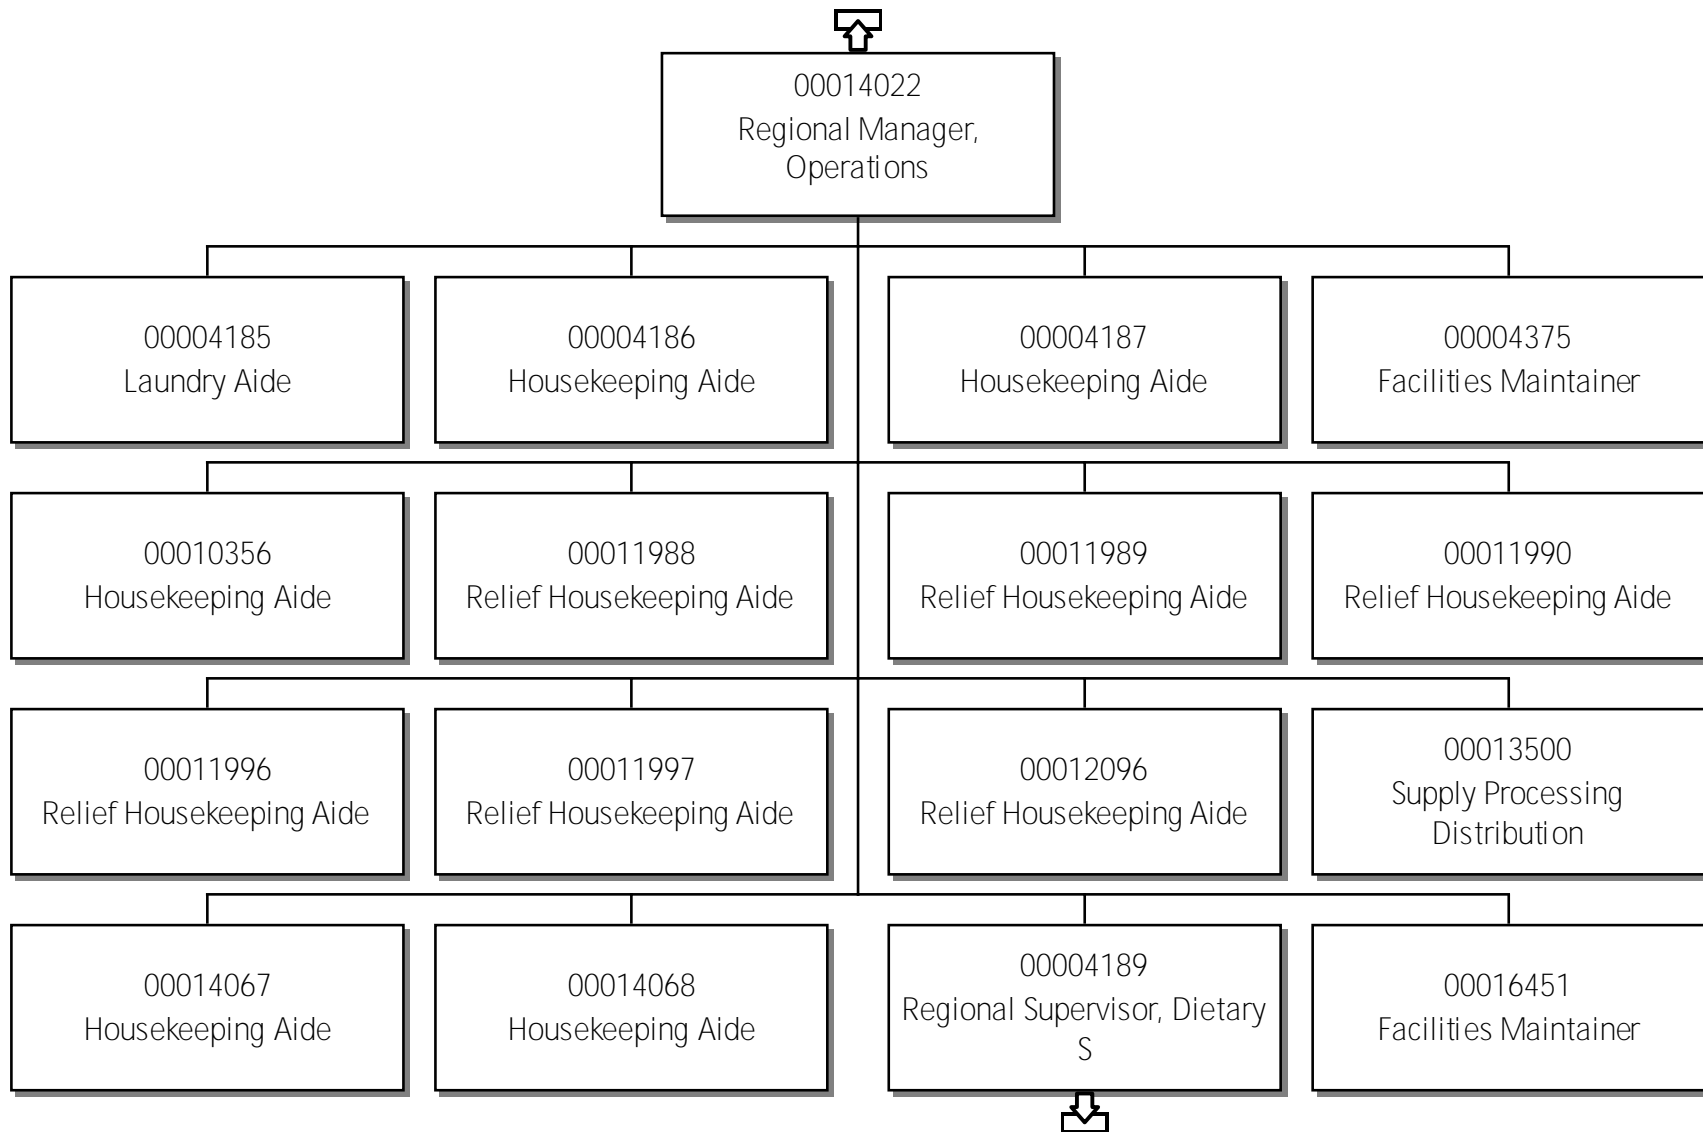 00014022
Regional Manager,
Operations
00004185
Laundry Aide
00004186
Housekeeping Aide
00004187
Housekeeping Aide
00004375
Facilities Maintainer
00010356
Housekeeping Aide
00011988
Relief Housekeeping Aide
00011989
Relief Housekeeping Aide
00011990
Relief Housekeeping Aide
00011996
Relief Housekeeping Aide
00011997
Relief Housekeeping Aide
00012096
Relief Housekeeping Aide
00013500
Supply Processing
Distribution
00014067
Housekeeping Aide
00014068
Housekeeping Aide
00004189
Regional Supervisor, Dietary
S
00016451
Facilities Maintainer